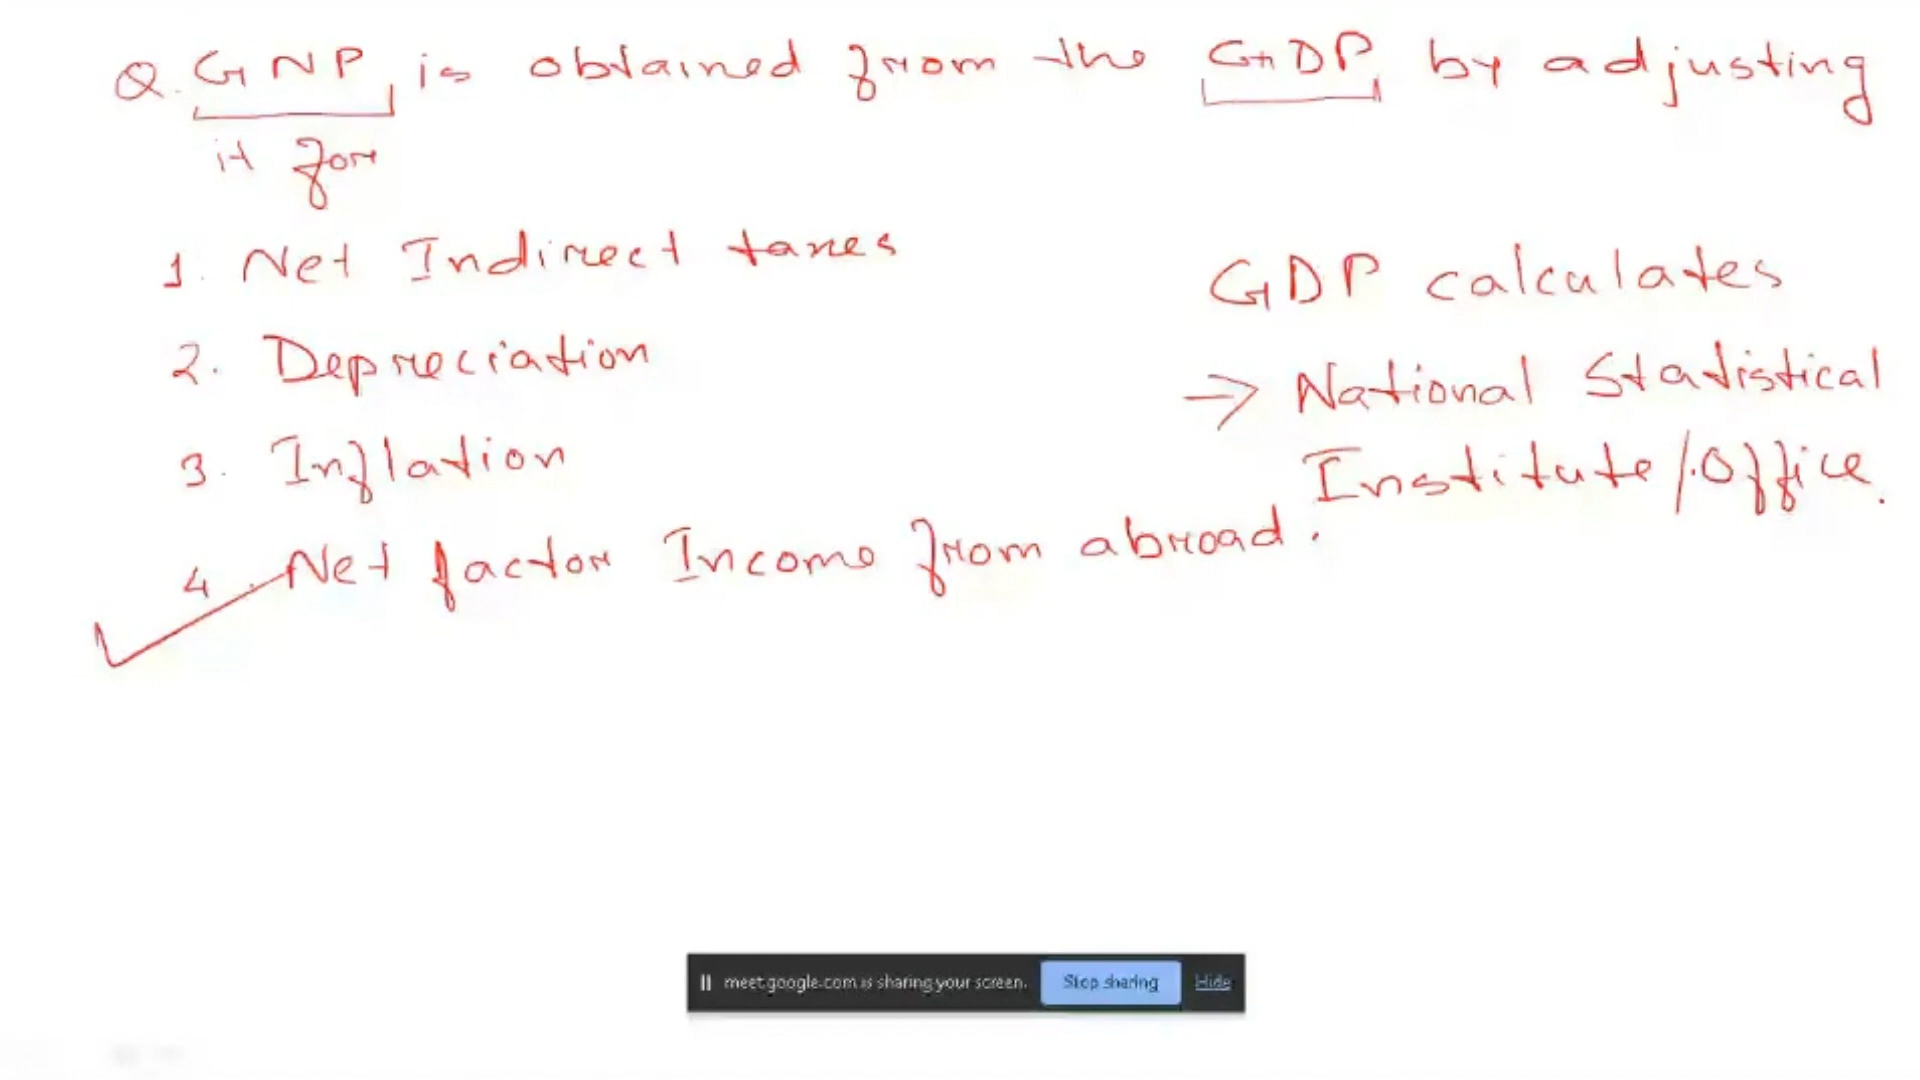 Q. GNP, is obtained from the GDP by adjusting
it for
1. Net Indirect taxes
2. Depreciation
3. Inflation
4. Net factor Income from abroad.
GDP calculates
→ National Statistical
Institute/Office.
meet.google.com is sharing your screen.
Stop sharing
Hide